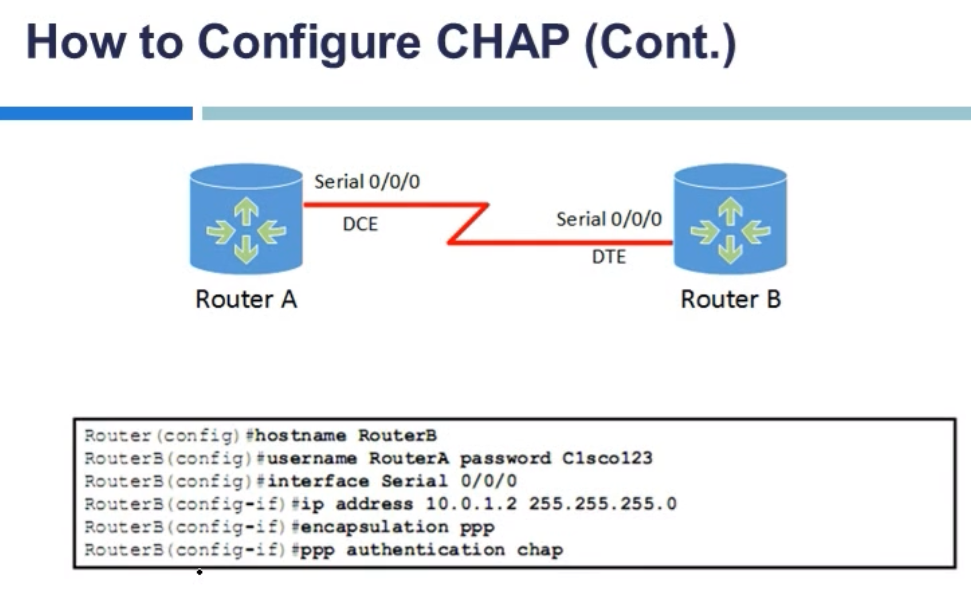 How to Configure CHAP (Cont.)
Serial 0/0/0
DCE
Serial 0/0/0
DTE
Router A
Router B
Router(config)#hostname RouterB
RouterB(config)#username RouterA password C1sco123
RouterB(config)#interface Serial 0/0/0
RouterB(config-if)#ip address 10.0.1.2 255.255.255.0
RouterB(config-if)#encapsulation ppp
RouterB(config-if)#ppp authentication chap